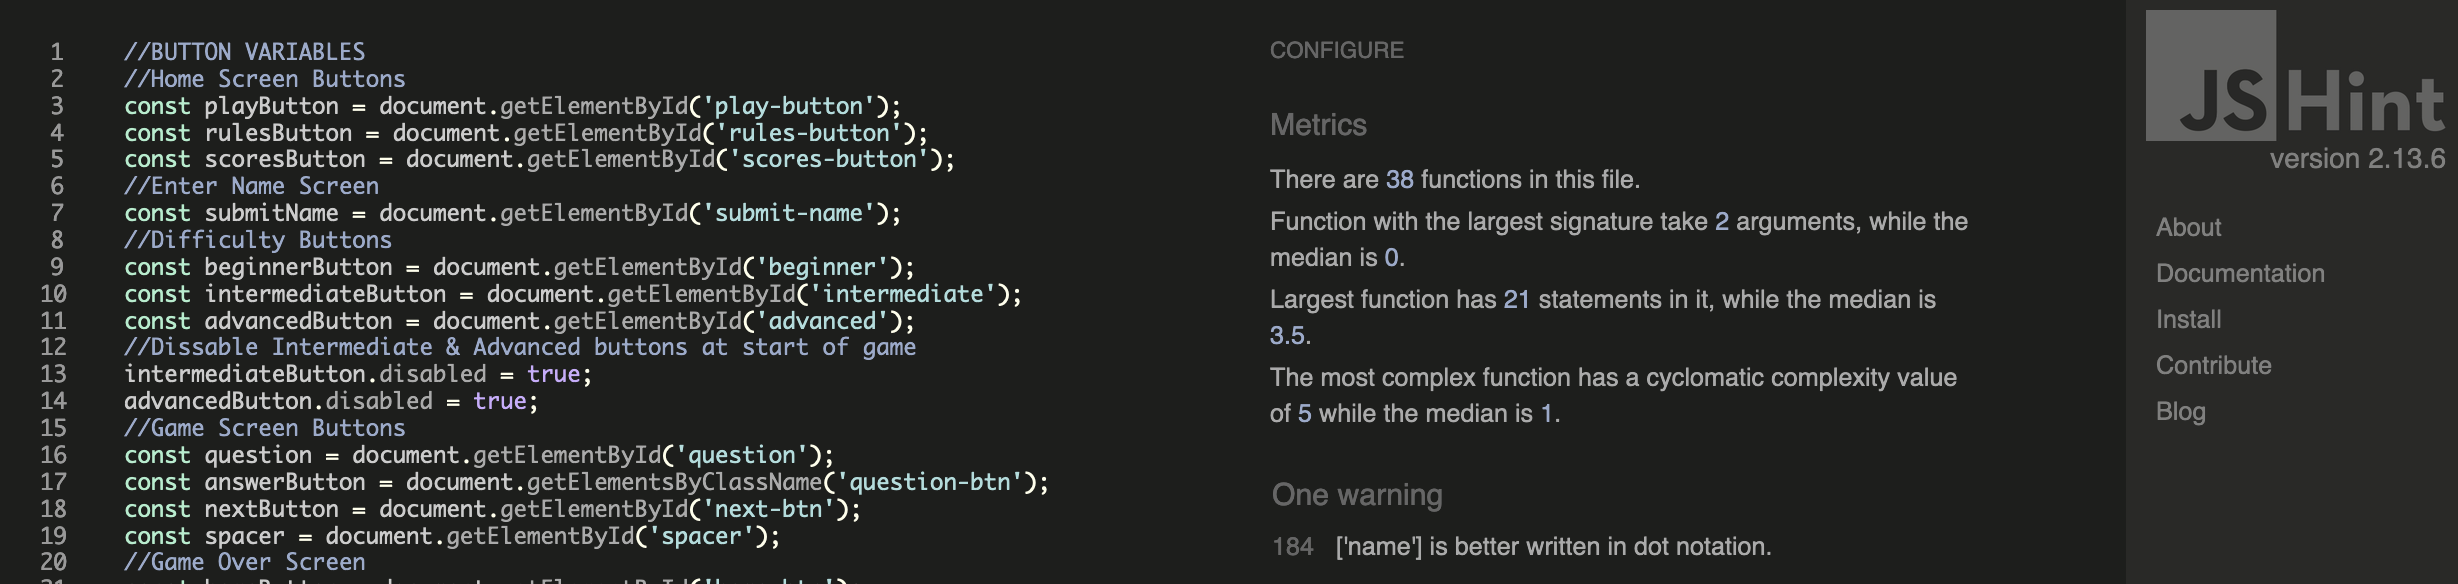 1 //BUTTON VARIABLES
2 //Home Screen Buttons
3 const playButton = document.getElementById('play-button');
4 const rulesButton = document.getElementById('rules-button');
5 const scoresButton = document.getElementById('scores-button');
6 //Enter Name Screen
7 const submitName = document.getElementById('submit-name');
8 //Difficulty Buttons
9 const beginnerButton = document.getElementById('beginner');
10 const intermediateButton = document.getElementById('intermediate');
11 const advancedButton = document.getElementById('advanced');
12 //Dissable Intermediate & Advanced buttons at start of game
13 intermediateButton.disabled = true;
14 advancedButton.disabled = true;
15 //Game Screen Buttons
16 const question = document.getElementById('question');
17 const answerButton = document.getElementsByClassName('question-btn');
18 const nextButton = document.getElementById('next-btn');
19 const spacer = document.getElementById('spacer');
20 //Game Over Screen
CONFIGURE
Metrics
There are 38 functions in this file.
Function with the largest signature take 2 arguments, while the
median is 0.
Largest function has 21 statements in it, while the median is
3.5.
The most complex function has a cyclomatic complexity value
of 5 while the median is 1.
One warning
184 ['name'] is better written in dot notation.
JSHint
version 2.13.6
About
Documentation
Install
Contribute
Blog